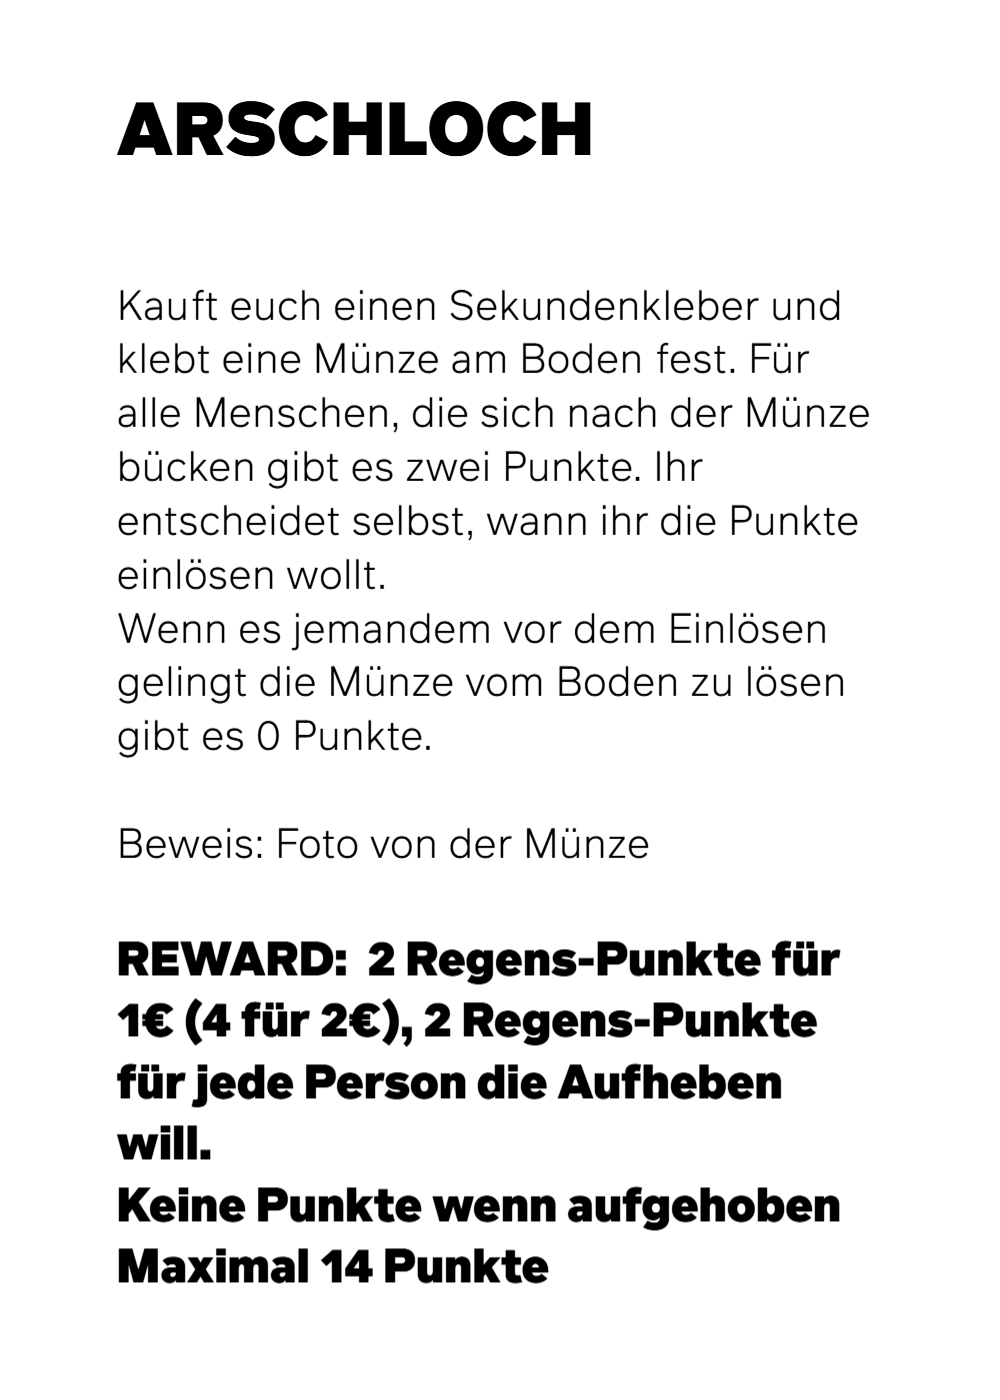 ARSCHLOCH
Kauft euch einen Sekundenkleber und
klebt eine Münze am Boden fest. Für
alle Menschen, die sich nach der Münze
bücken gibt es zwei Punkte. Ihr
entscheidet selbst, wann ihr die Punkte
einlösen wollt.
Wenn es jemandem vor dem Einlösen
gelingt die Münze vom Boden zu lösen
gibt es 0 Punkte.
Beweis: Foto von der Münze
REWARD:  2 Regens-Punkte für
1€ (4 für 2€), 2 Regens-Punkte
für jede Person die Aufheben
will.
Keine Punkte wenn aufgehoben
Maximal 14 Punkte